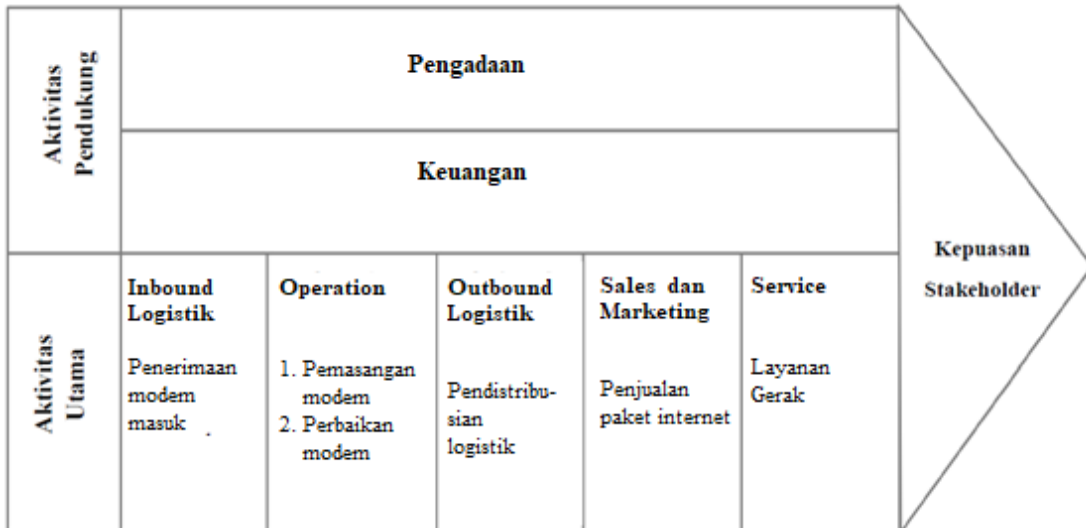 Aktivitas
Pendukung
Pengadaan
Keuangan
Aktivitas
Utama
Inbound
Logistik
Penerimaan
modem
masuk
Operation
1. Pemasangan
modem
2. Perbaikan
modem
Outbound
Logistik
Pendistribu-
sian
logistik
Sales dan
Marketing
Penjualan
paket internet
Service
Layanan
Gerak
Kepuasan
Stakeholder